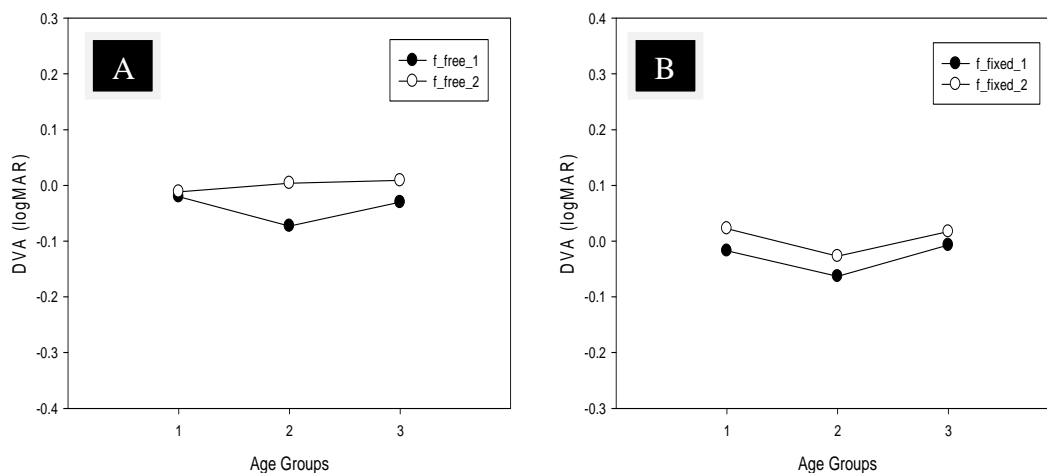 A
f_free_1
f_free_2
0.3
0.2
0.1
0.0
-0.1
-0.2
-0.3
-0.4
DVA (logMAR)
1
2
3
Age Groups
B
f_fixed_1
f_fixed_2
0.4
0.3
0.2
0.1
0.0
-0.1
-0.2
-0.3
DVA (logMAR)
1
2
3
Age Groups